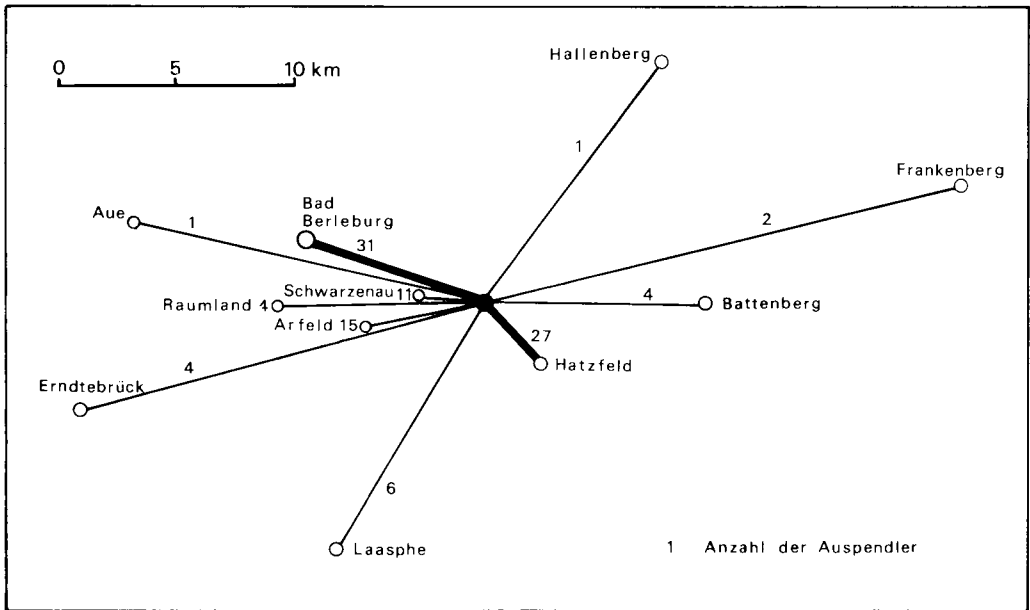 Hallenberg
0 5 10 km
1
Frankenberg
Bad
Berleburg
Aue
1
2
31
Schwarzenau 11
4
Raumland 4
Battenberg
Arfeld 15
27
4
Hatzfeld
Erndtebrück
6
Laasphe
1 Anzahl der Auspendler